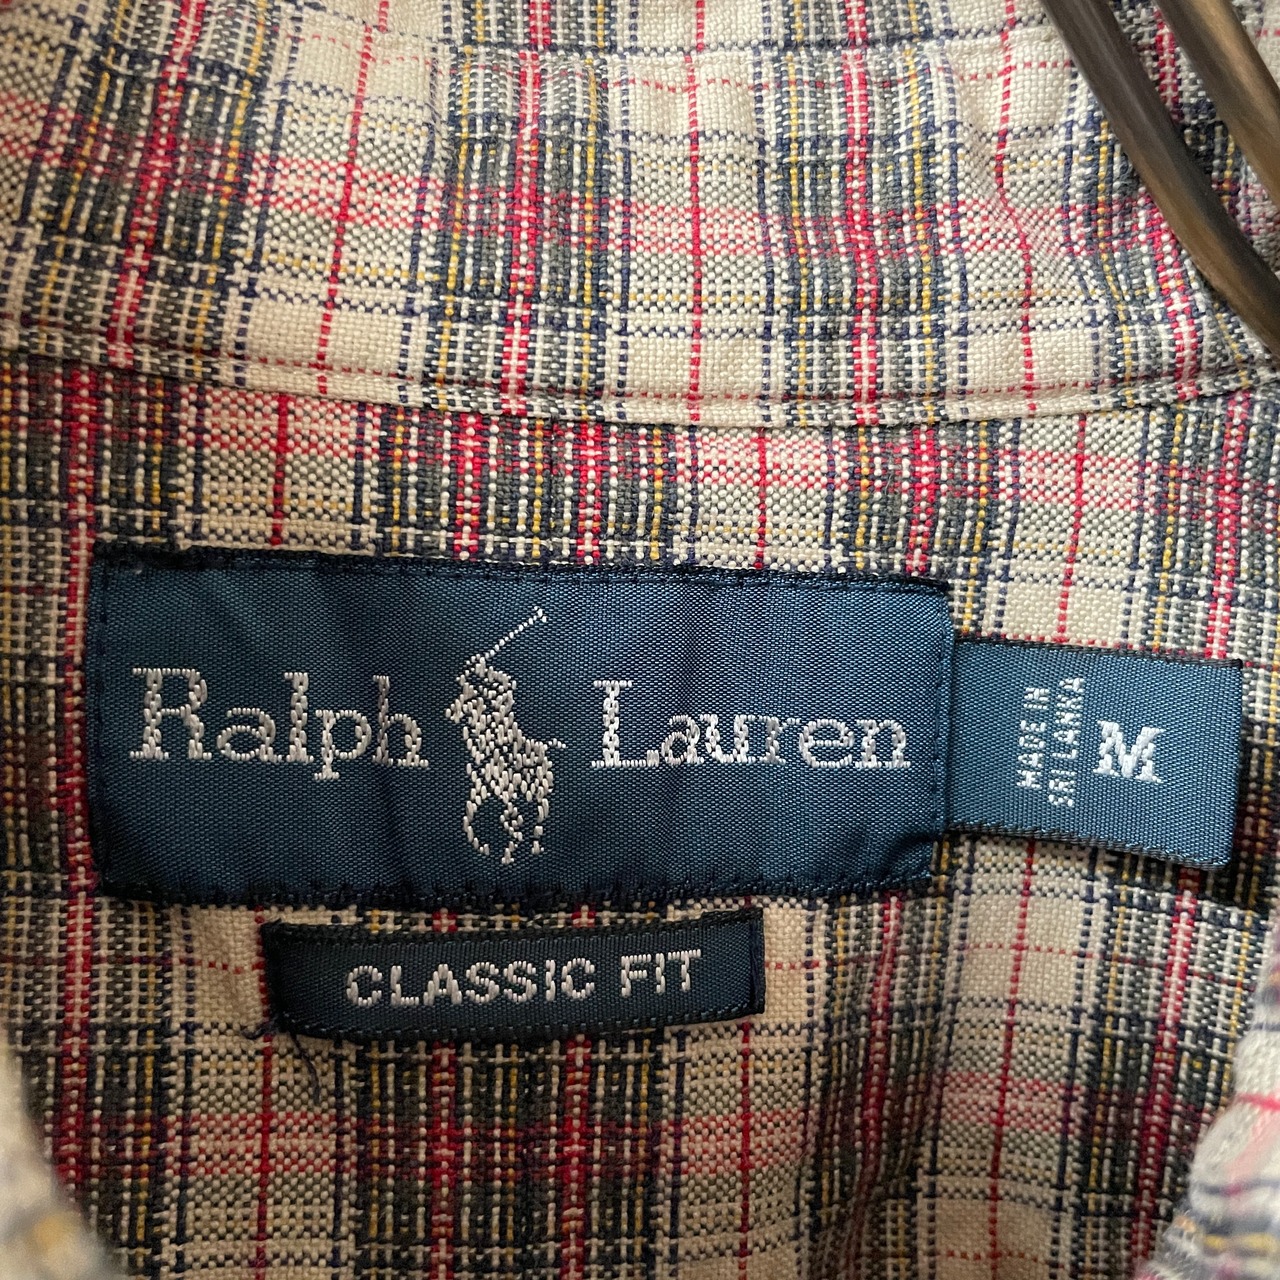 Ralph Lauren
MADE IN
SRI LANKA
M
CLASSIC FIT